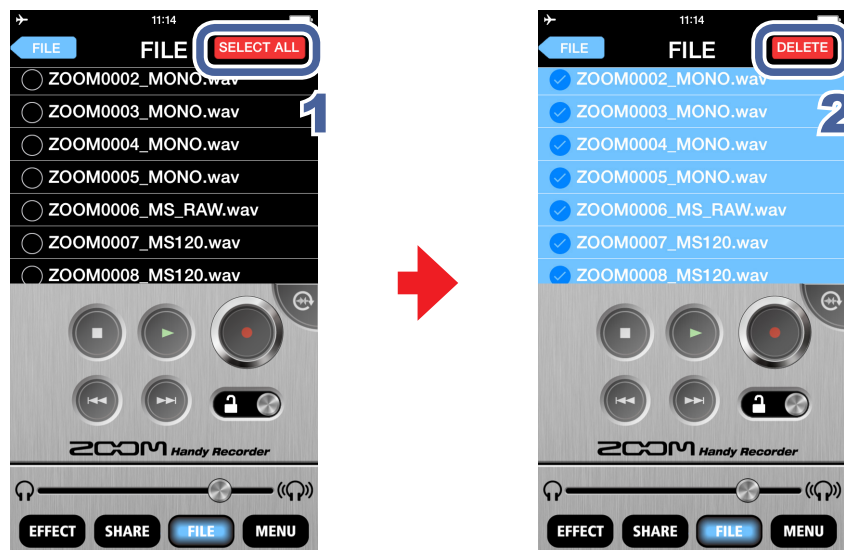 11:14
FILE FILE SELECT ALL
1
ZOOM0002_MONO.wav
ZOOM0003_MONO.wav
ZOOM0004_MONO.wav
ZOOM0005_MONO.wav
ZOOM0006_MS_RAW.wav
ZOOM0007_MS120.wav
ZOOM0008_MS120.wav
ZOOM Handy Recorder
EFFECT SHARE FILE MENU
11:14
FILE FILE DELETE
2
ZOOM0002_MONO.wav
ZOOM0003_MONO.wav
ZOOM0004_MONO.wav
ZOOM0005_MONO.wav
ZOOM0006_MS_RAW.wav
ZOOM0007_MS120.wav
ZOOM0008_MS120.wav
ZOOM Handy Recorder
EFFECT SHARE FILE MENU